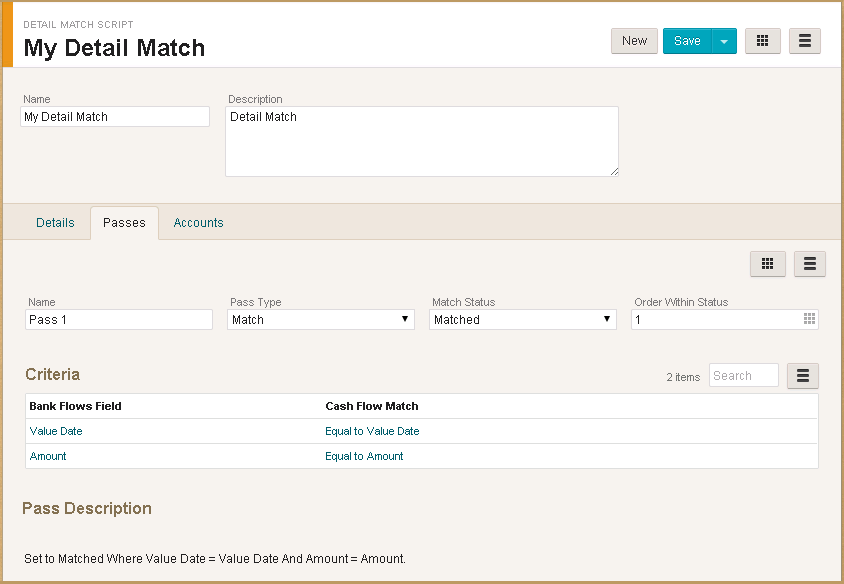 DETAIL MATCH SCRIPT
My Detail Match
New Save
Name Description
My Detail Match Detail Match
Details Passes Accounts
Name Pass Type Match Status Order Within Status
Pass 1 Match Matched 1
Criteria 2 items Search
Bank Flows Field Cash Flow Match
Value Date Equal to Value Date
Amount Equal to Amount
Pass Description
Set to Matched Where Value Date = Value Date And Amount = Amount.